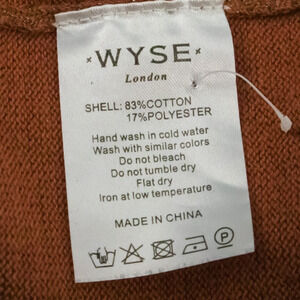 WYSE
London
SHELL: 83%COTTON
17%POLYESTER
Hand wash in cold water
Wash with similar colors
Do not bleach
Do not tumble dry
Flat dry
Iron at low temperature
MADE IN CHINA